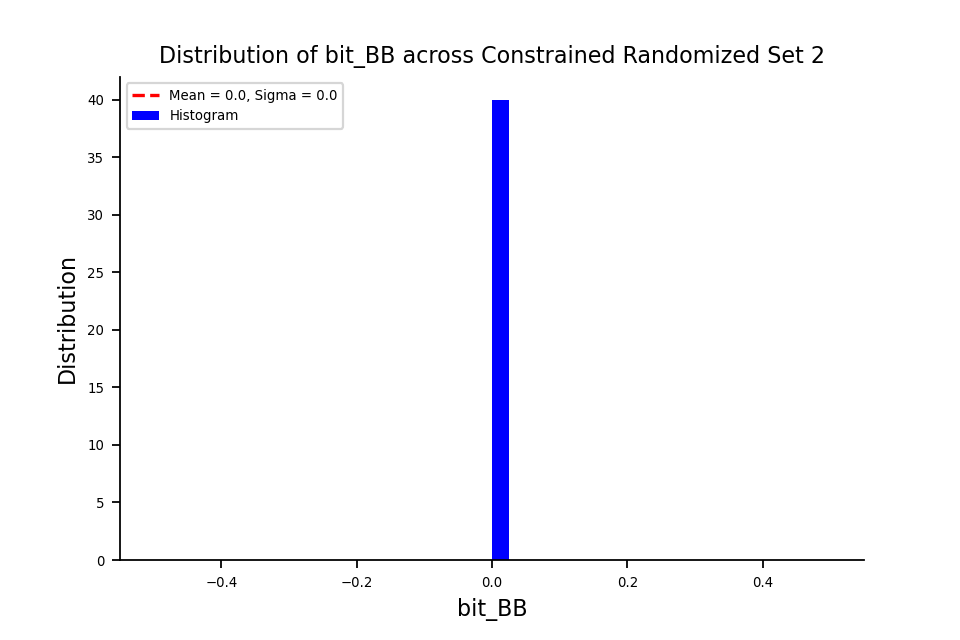 Distribution of bit_BB across Constrained Randomized Set 2
Mean = 0.0, Sigma = 0.0
Histogram
Distribution
40
35
30
25
20
15
10
5
0
−0.4
−0.2
0.0
0.2
0.4
bit_BB